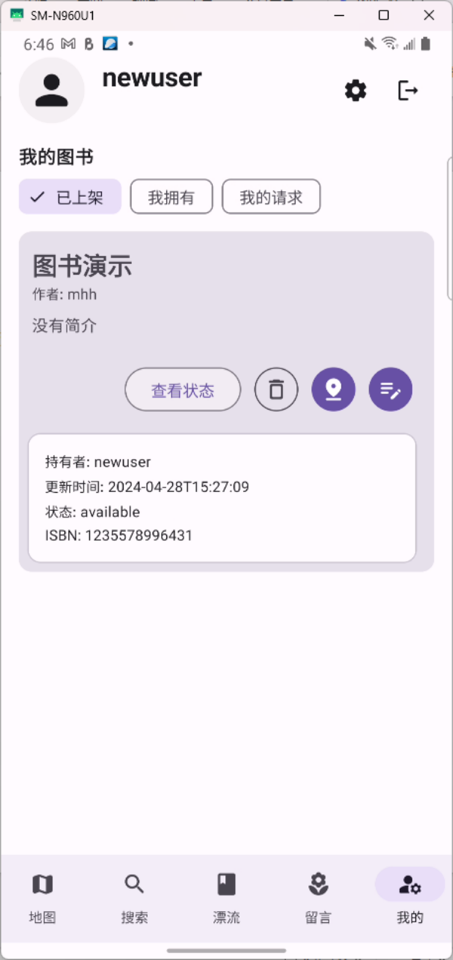 SM-N960U1
6:46
newuser
我的图书
已上架
我拥有
我的请求
图书演示
作者: mhh
没有简介
查看状态
持有者: newuser
更新时间: 2024-04-28T15:27:09
状态: available
ISBN: 1235578996431
地图
搜索
漂流
留言
我的